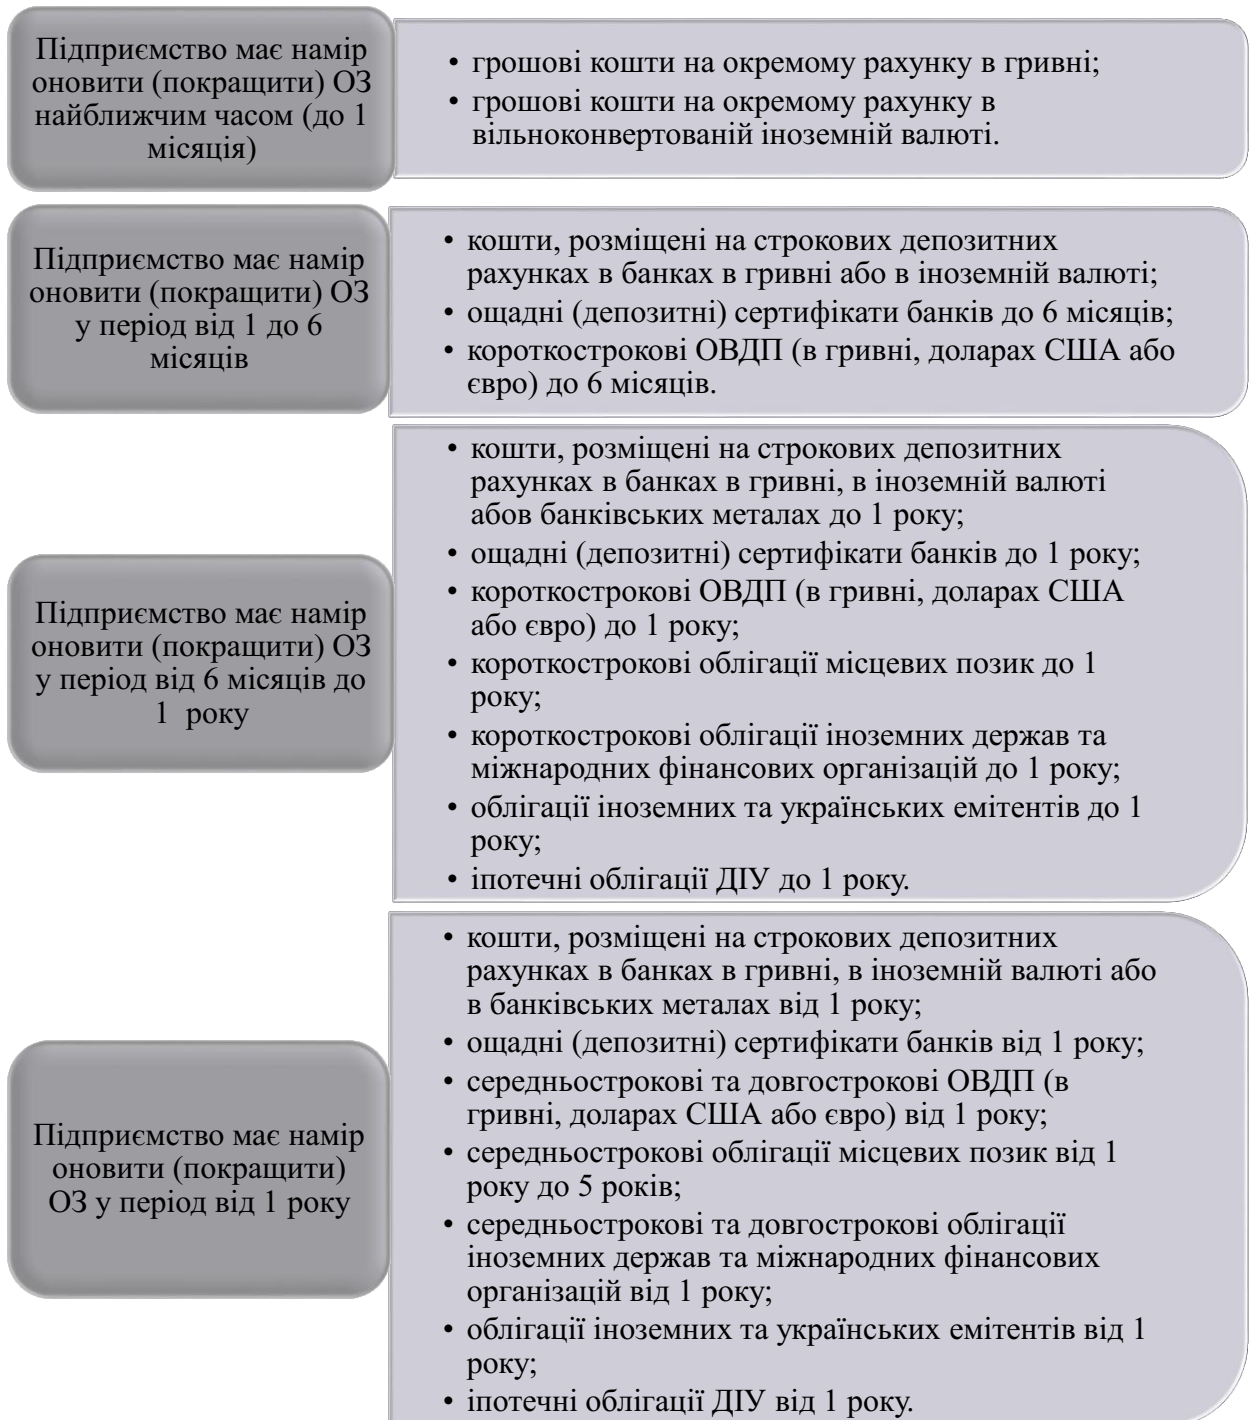 Підприємство має намір
оновити (покращити) ОЗ
найближчим часом (до 1
місяція)
• грошові кошти на окремому рахунку в гривні;
• грошові кошти на окремому рахунку в
вільноконвертованій іноземній валюті.
Підприємство має намір
оновити (покращити) ОЗ
у період від 1 до 6
місяців
• кошти, розміщені на строкових депозитних
рахунках в банках в гривні або в іноземній валюті;
• ощадні (депозитні) сертифікати банків до 6 місяців;
• короткострокові ОВДП (в гривні, доларах США або
євро) до 6 місяців.
Підприємство має намір
оновити (покращити) ОЗ
у період від 6 місяців до
1 року
• кошти, розміщені на строкових депозитних
рахунках в банках в гривні, в іноземній валюті
абов банківських металах до 1 року;
• ощадні (депозитні) сертифікати банків до 1 року;
• короткострокові ОВДП (в гривні, доларах США
або євро) до 1 року;
• короткострокові облігації місцевих позик до 1
року;
• короткострокові облігації іноземних держав та
міжнародних фінансових організацій до 1 року;
• облігації іноземних та українських емітентів до 1
року;
• іпотечні облігації ДІУ до 1 року.
Підприємство має намір
оновити (покращити)
ОЗ у період від 1 року
• кошти, розміщені на строкових депозитних
рахунках в банках в гривні, в іноземній валюті або
в банківських металах від 1 року;
• ощадні (депозитні) сертифікати банків від 1 року;
• середньострокові та довгострокові ОВДП (в
гривні, доларах США або євро) від 1 року;
• середньострокові облігації місцевих позик від 1
року до 5 років;
• середньострокові та довгострокові облігації
іноземних держав та міжнародних фінансових
організацій від 1 року;
• облігації іноземних та українських емітентів від 1
року;
• іпотечні облігації ДІУ від 1 року.